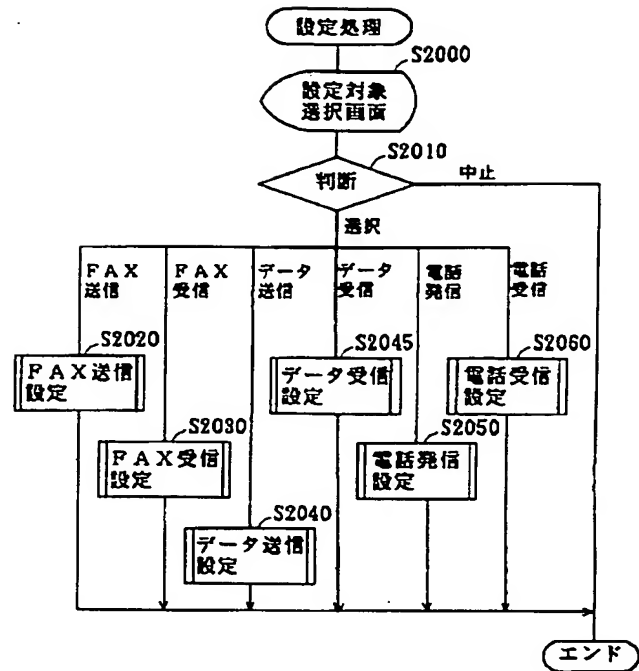 設定処理
S2000
設定対象
選択画面
S2010
判断
中止
選択
FAX
送信
FAX
受信
データ
送信
データ
受信
電話
発信
電話
受信
S2020
FAX送信
設定
S2045
データ受信
設定
S2060
電話受信
設定
S2030
FAX受信
設定
S2050
電話発信
設定
S2040
データ送信
設定
エンド